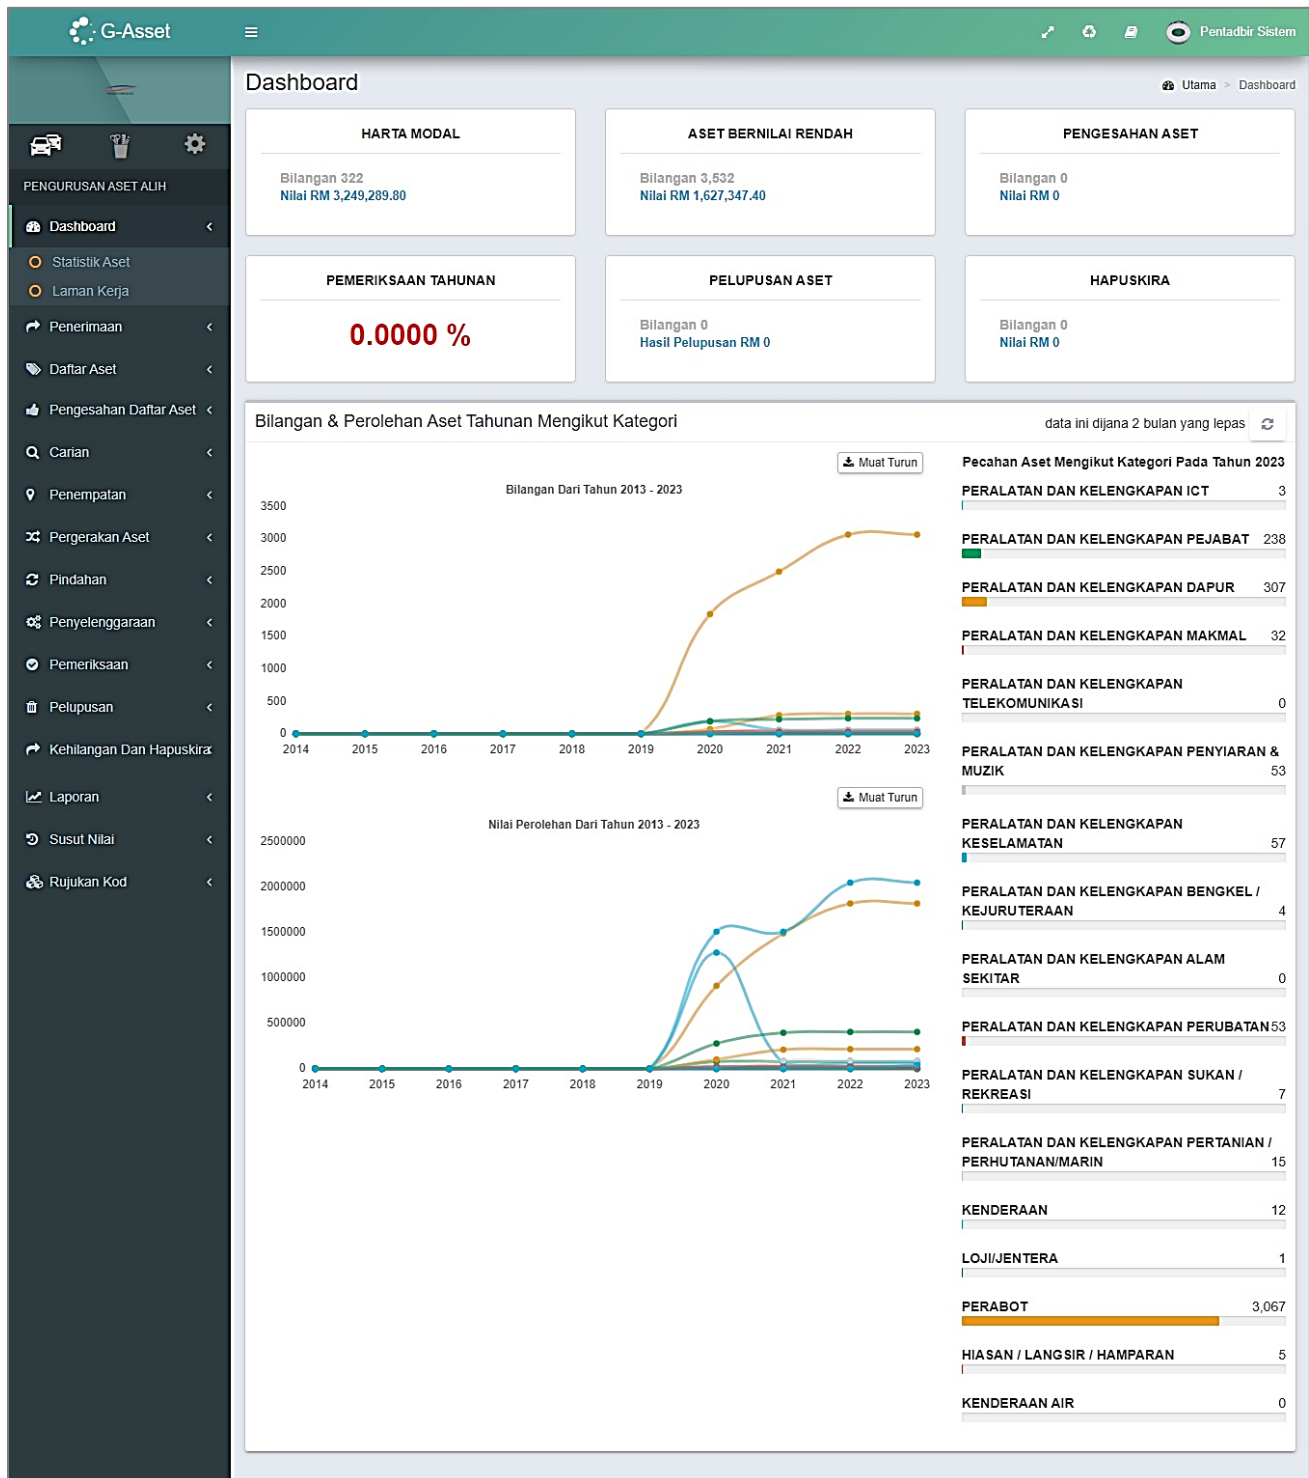 G-Asset
Pentadbir Sistem
Dashboard
Utama > Dashboard
PENGURUSAN ASET ALIH
Dashboard
Statistik Aset
Laman Kerja
Penerimaan
Daftar Aset
Pengesahan Daftar Aset
Carian
Penempatan
Pergerakan Aset
Pindahan
Penyelenggaraan
Pemeriksaan
Pelupusan
Kehilangan Dan Hapuskira
Laporan
Susut Nilai
Rujukan Kod
HARTA MODAL
Bilangan 322
Nilai RM 3,249,289.80
ASET BERNILAI RENDAH
Bilangan 3,532
Nilai RM 1,627,347.40
PENGESAHAN ASET
Bilangan 0
Nilai RM 0
PEMERIKSAAN TAHUNAN
0.0000 %
PELUPUSAN ASET
Bilangan 0
Hasil Pelupusan RM 0
HAPUSKIRA
Bilangan 0
Nilai RM 0
Bilangan & Perolehan Aset Tahunan Mengikut Kategori
data ini dijana 2 bulan yang lepas
Muat Turun
Bilangan Dari Tahun 2013 - 2023
3500
3000
2500
2000
1500
1000
500
0
2014 2015 2016 2017 2018 2019 2020 2021 2022 2023
Muat Turun
Nilai Perolehan Dari Tahun 2013 - 2023
2500000
2000000
1500000
1000000
500000
0
2014 2015 2016 2017 2018 2019 2020 2021 2022 2023
Pecahan Aset Mengikut Kategori Pada Tahun 2023
PERALATAN DAN KELENGKAPAN ICT 3
PERALATAN DAN KELENGKAPAN PEJABAT 238
PERALATAN DAN KELENGKAPAN DAPUR 307
PERALATAN DAN KELENGKAPAN MAKMAL 32
PERALATAN DAN KELENGKAPAN
TELEKOMUNIKASI 0
PERALATAN DAN KELENGKAPAN PENYIARAN &
MUZIK 53
PERALATAN DAN KELENGKAPAN
KESELAMATAN 57
PERALATAN DAN KELENGKAPAN BENGKEL /
KEJURUTERAAN 4
PERALATAN DAN KELENGKAPAN ALAM
SEKITAR 0
PERALATAN DAN KELENGKAPAN PERUBATAN 53
PERALATAN DAN KELENGKAPAN SUKAN /
REKREASI 7
PERALATAN DAN KELENGKAPAN PERTANIAN /
PERHUTANAN/MARIN 15
KENDERAAN 12
LOJI/JENTERA 1
PERABOT 3,067
HIASAN / LANGSIR / HAMPARAN 5
KENDERAAN AIR 0